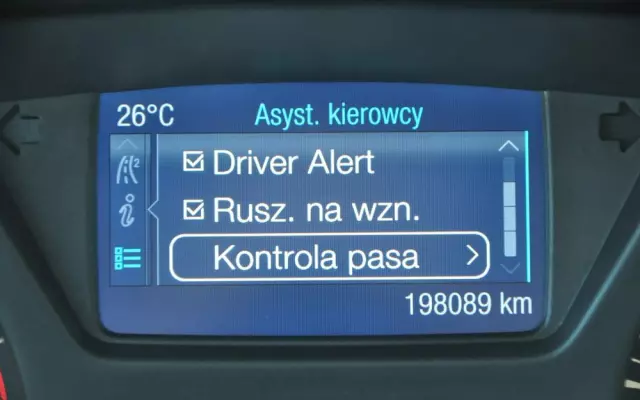 26°C Asyst. kierowcy
Driver Alert
Rusz. na wzn.
Kontrola pasa
198089 km